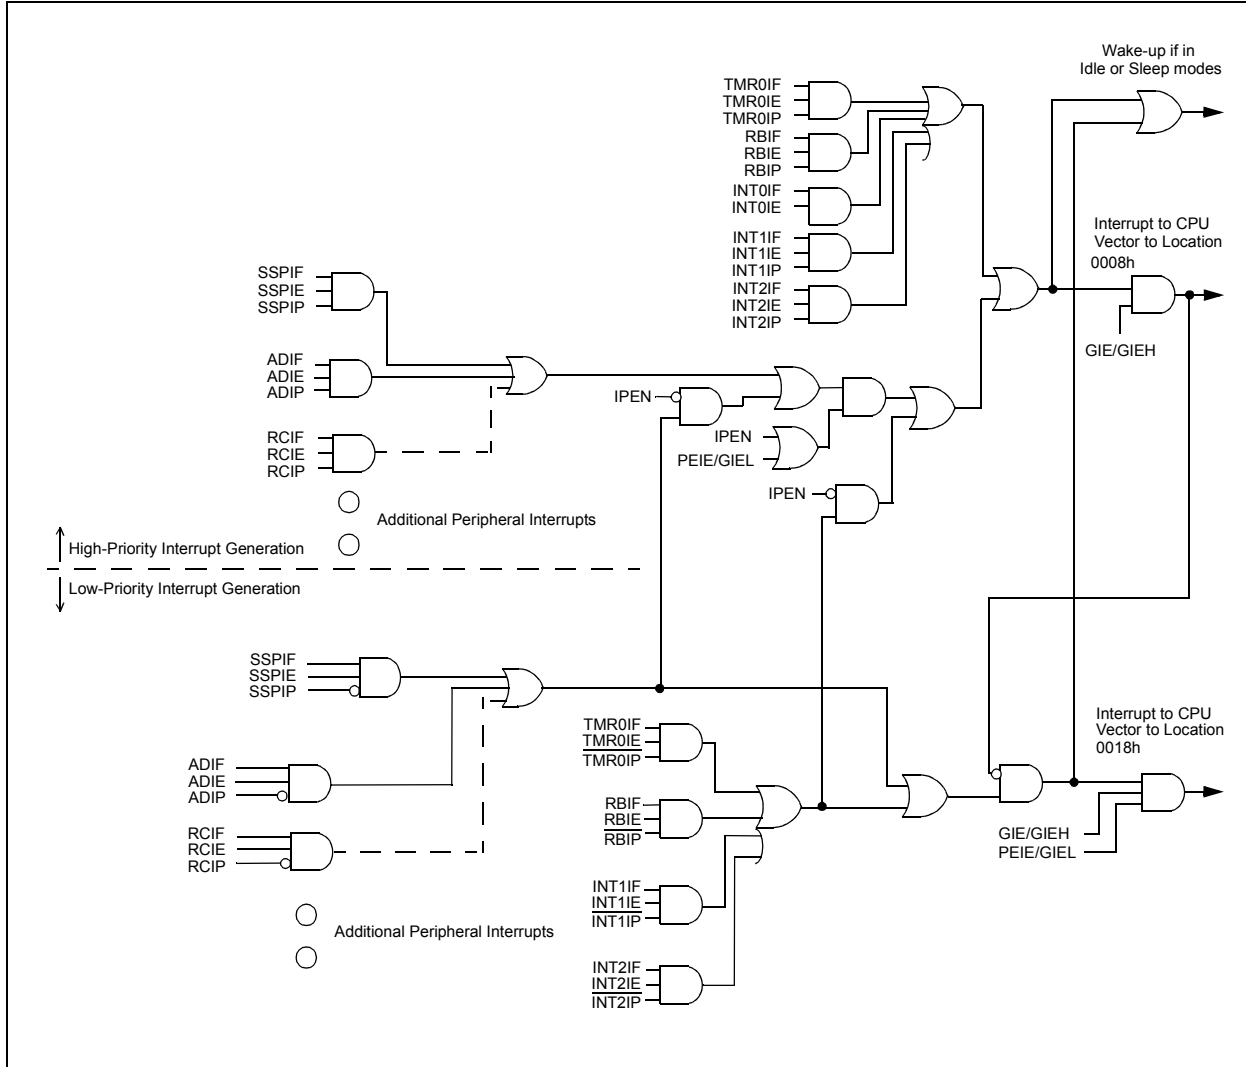 Wake-up if in
Idle or Sleep modes
TMR0IF
TMR0IE
TMR0IP
RBIF
RBIE
RBIP
INT0IF
INT0IE
INT1IF
INT1IE
INT1IP
INT2IF
INT2IE
INT2IP
Interrupt to CPU
Vector to Location
0008h
GIE/GIEH
SSPIF
SSPIE
SSPIP
ADIF
ADIE
ADIP
RCIF
RCIE
RCIP
IPEN
IPEN
PEIE/GIEL
IPEN
Additional Peripheral Interrupts
High-Priority Interrupt Generation
Low-Priority Interrupt Generation
SSPIF
SSPIE
SSPIP
ADIF
ADIE
ADIP
RCIF
RCIE
RCIP
Additional Peripheral Interrupts
TMR0IF
TMR0IE
TMR0IP
RBIF
RBIE
RBIP
INT1IF
INT1IE
INT1IP
INT2IF
INT2IE
INT2IP
Interrupt to CPU
Vector to Location
0018h
GIE/GIEH
PEIE/GIEL